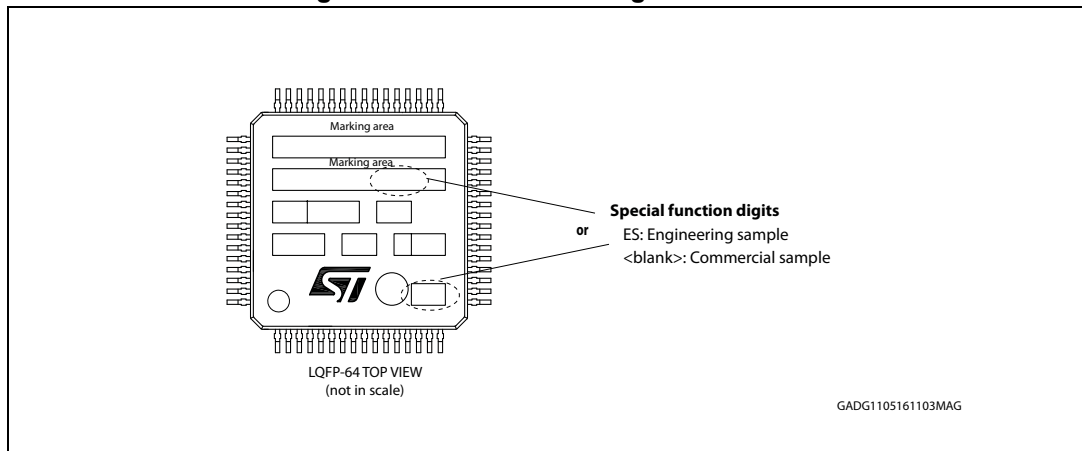 Marking area
Marking area
Special function digits
or
ES: Engineering sample
<blank>: Commercial sample
ST
LQFP-64 TOP VIEW
(not in scale)
GADG1105161103MAG